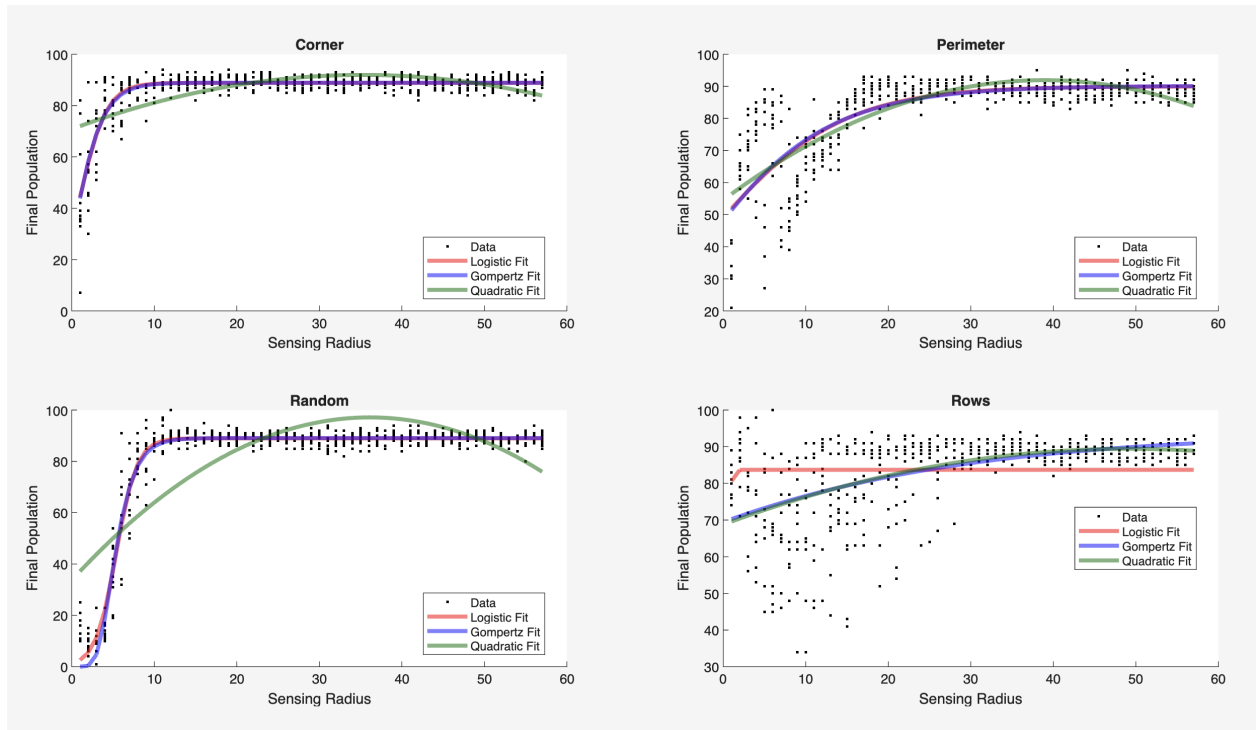 Corner
100
80
60
40
20
0
0 10 20 30 40 50 60
Final Population
Sensing Radius
Data
Logistic Fit
Gompertz Fit
Quadratic Fit
Perimeter
100
90
80
70
60
50
40
30
20
0 10 20 30 40 50 60
Final Population
Sensing Radius
Data
Logistic Fit
Gompertz Fit
Quadratic Fit
Random
100
80
60
40
20
0
0 10 20 30 40 50 60
Final Population
Sensing Radius
Data
Logistic Fit
Gompertz Fit
Quadratic Fit
Rows
100
90
80
70
60
50
40
30
0 10 20 30 40 50 60
Final Population
Sensing Radius
Data
Logistic Fit
Gompertz Fit
Quadratic Fit